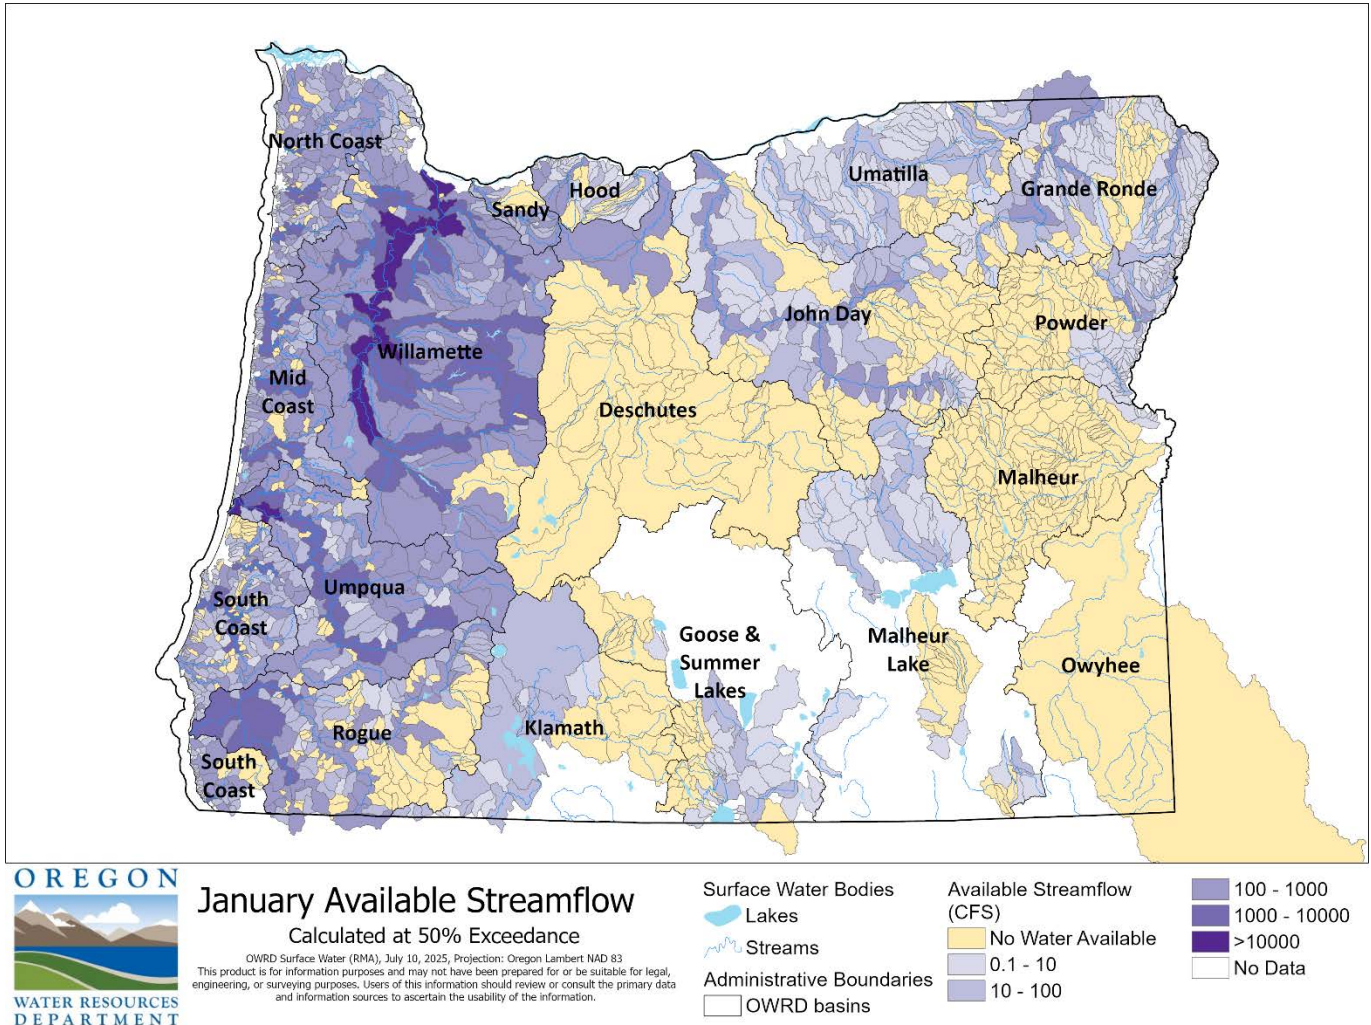 North Coast
Sandy
Hood
Umatilla
Grande Ronde
Willamette
Mid
Coast
John Day
Powder
Deschutes
Malheur
Umpqua
South
Coast
Goose &
Summer
Lakes
Malheur
Lake
Owyhee
Klamath
Rogue
South
Coast
OREGON
WATER RESOURCES
DEPARTMENT
January Available Streamflow
Calculated at 50% Exceedance
OWRD Surface Water (RMA), July 10, 2025, Projection: Oregon Lambert NAD 83
This product is for information purposes and may not have been prepared for or be suitable for legal,
engineering, or surveying purposes. Users of this information should review or consult the primary data
and information sources to ascertain the usability of the information.
Surface Water Bodies
Lakes
Streams
Administrative Boundaries
OWRD basins
Available Streamflow
(CFS)
No Water Available
0.1 - 10
10 - 100
100 - 1000
1000 - 10000
>10000
No Data